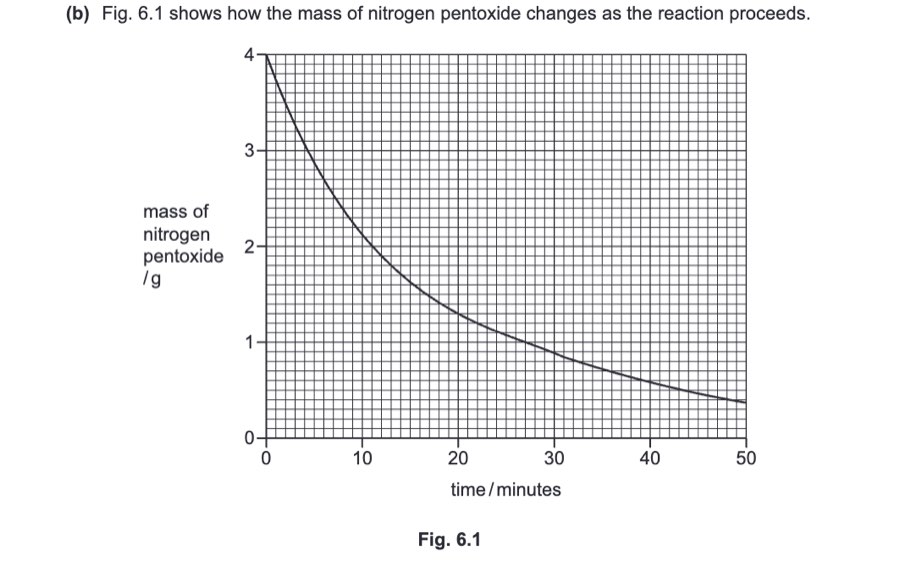 (b) Fig. 6.1 shows how the mass of nitrogen pentoxide changes as the reaction proceeds.
4
3
mass of
nitrogen
pentoxide
/g
2
1
0
0 10 20 30 40 50
time / minutes
Fig. 6.1